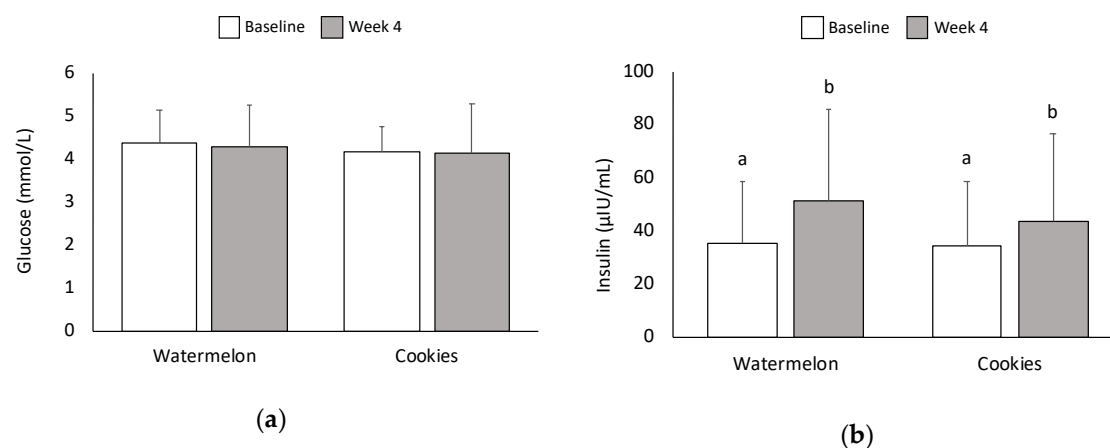 Baseline Week 4
6
5
4
3
2
1
0
Glucose (mmol/L)
Watermelon Cookies
(a)
Baseline Week 4
100
80
60
40
20
0
Insulin (µIU/mL)
a b a b
Watermelon Cookies
(b)